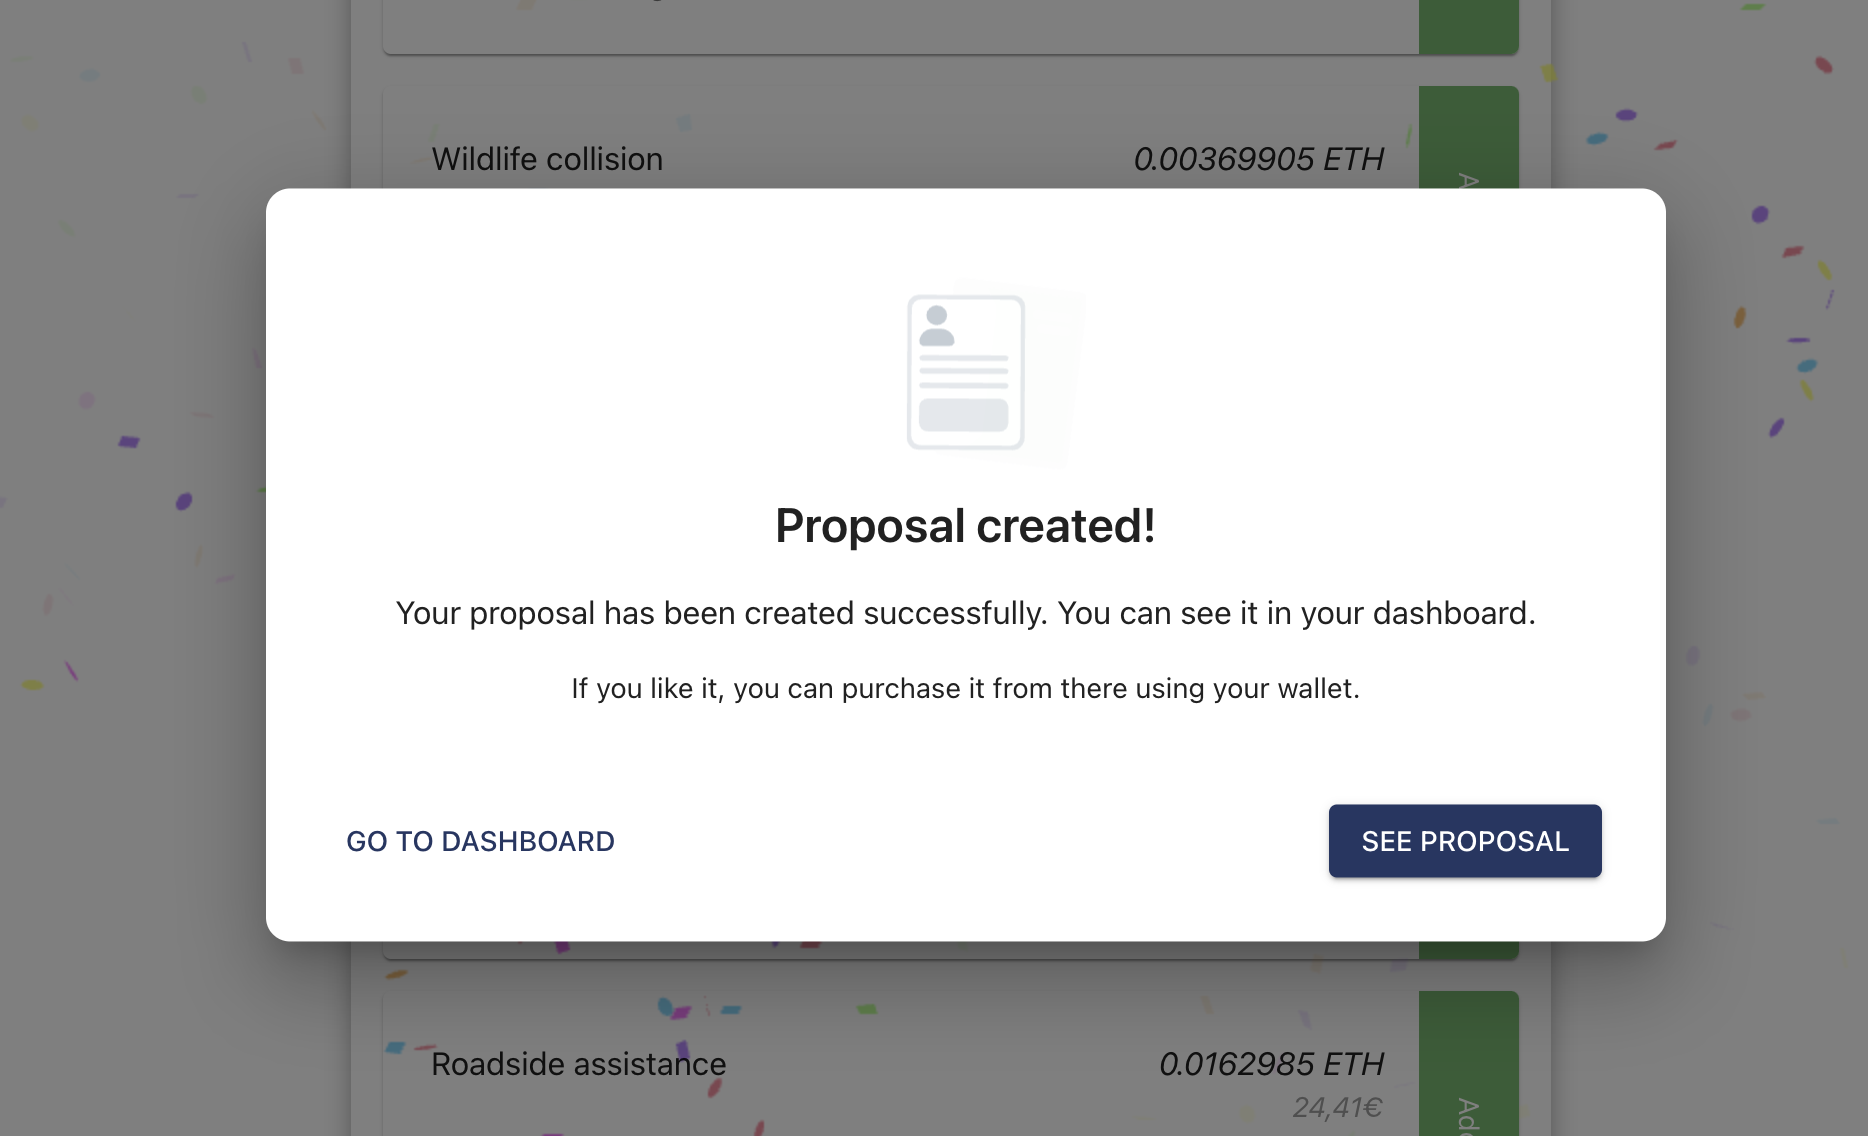 Wildlife collision 0.00369905 ETH
Proposal created!
Your proposal has been created successfully. You can see it in your dashboard.
If you like it, you can purchase it from there using your wallet.
GO TO DASHBOARD
SEE PROPOSAL
Roadside assistance 0.0162985 ETH
24,41€